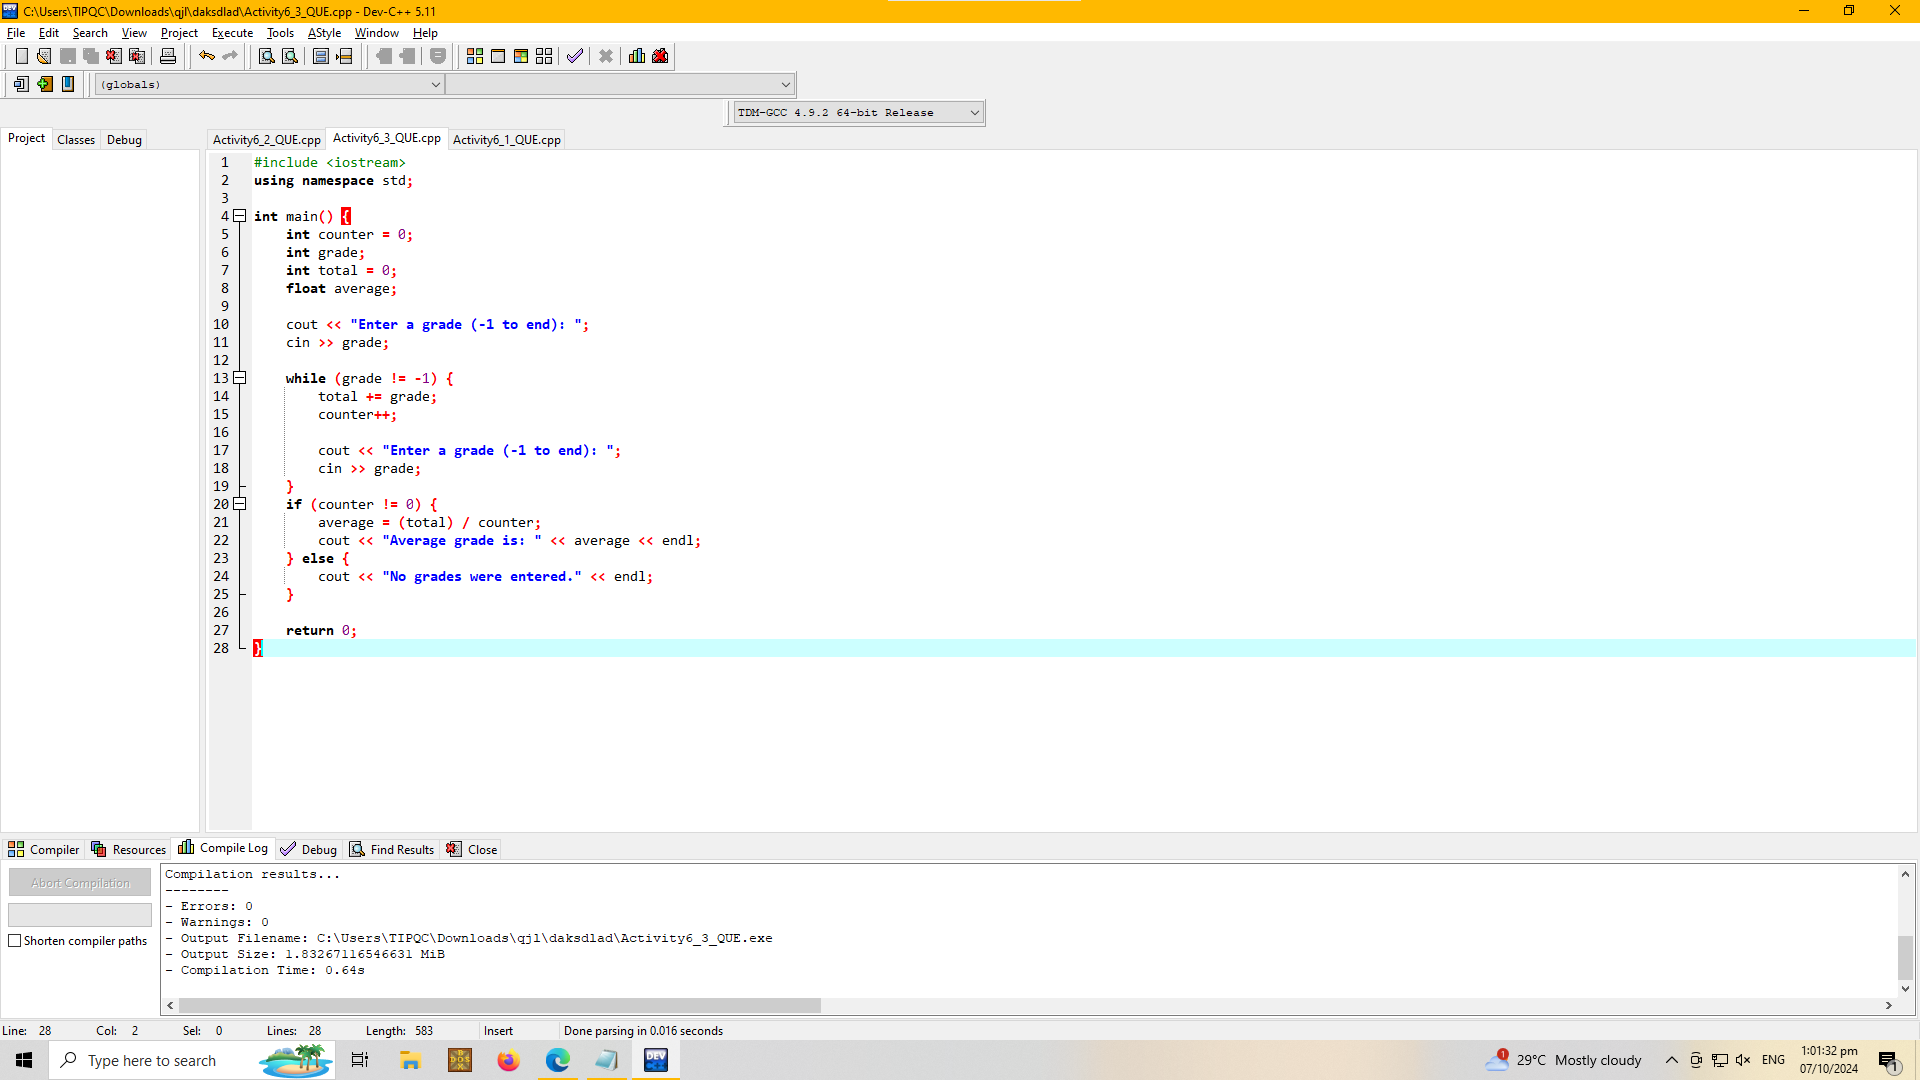 C:\Users\TIPQC\Downloads\qjl\daksdlad\Activity6_3_QUE.cpp - Dev-C++ 5.11
File Edit Search View Project Execute Tools AStyle Window Help
(globals)
TDM-GCC 4.9.2 64-bit Release
Project Classes Debug
Activity6_2_QUE.cpp Activity6_3_QUE.cpp Activity6_1_QUE.cpp
1 #include <iostream>
2 using namespace std;
3
4 int main() {
5 int counter = 0;
6 int grade;
7 int total = 0;
8 float average;
9
10 cout << "Enter a grade (-1 to end): ";
11 cin >> grade;
12
13 while (grade != -1) {
14 total += grade;
15 counter++;
16
17 cout << "Enter a grade (-1 to end): ";
18 cin >> grade;
19 }
20 if (counter != 0) {
21 average = (total) / counter;
22 cout << "Average grade is: " << average << endl;
23 } else {
24 cout << "No grades were entered." << endl;
25 }
26
27 return 0;
28 }
Compiler Resources Compile Log Debug Find Results Close
Abort Compilation
Shorten compiler paths
Compilation results...
--------
- Errors: 0
- Warnings: 0
- Output Filename: C:\Users\TIPQC\Downloads\qjl\daksdlad\Activity6_3_QUE.exe
- Output Size: 1.83267116546631 MiB
- Compilation Time: 0.64s
Line: 28 Col: 2 Sel: 0 Lines: 28 Length: 583 Insert Done parsing in 0.016 seconds
Type here to search
DEV
1
29°C Mostly cloudy
ENG
1:01:32 pm
07/10/2024
1